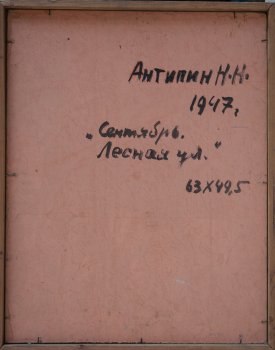 Антипин Н.Н.
1947,
„Сентябрь.
Лесная ул."
63х49,5